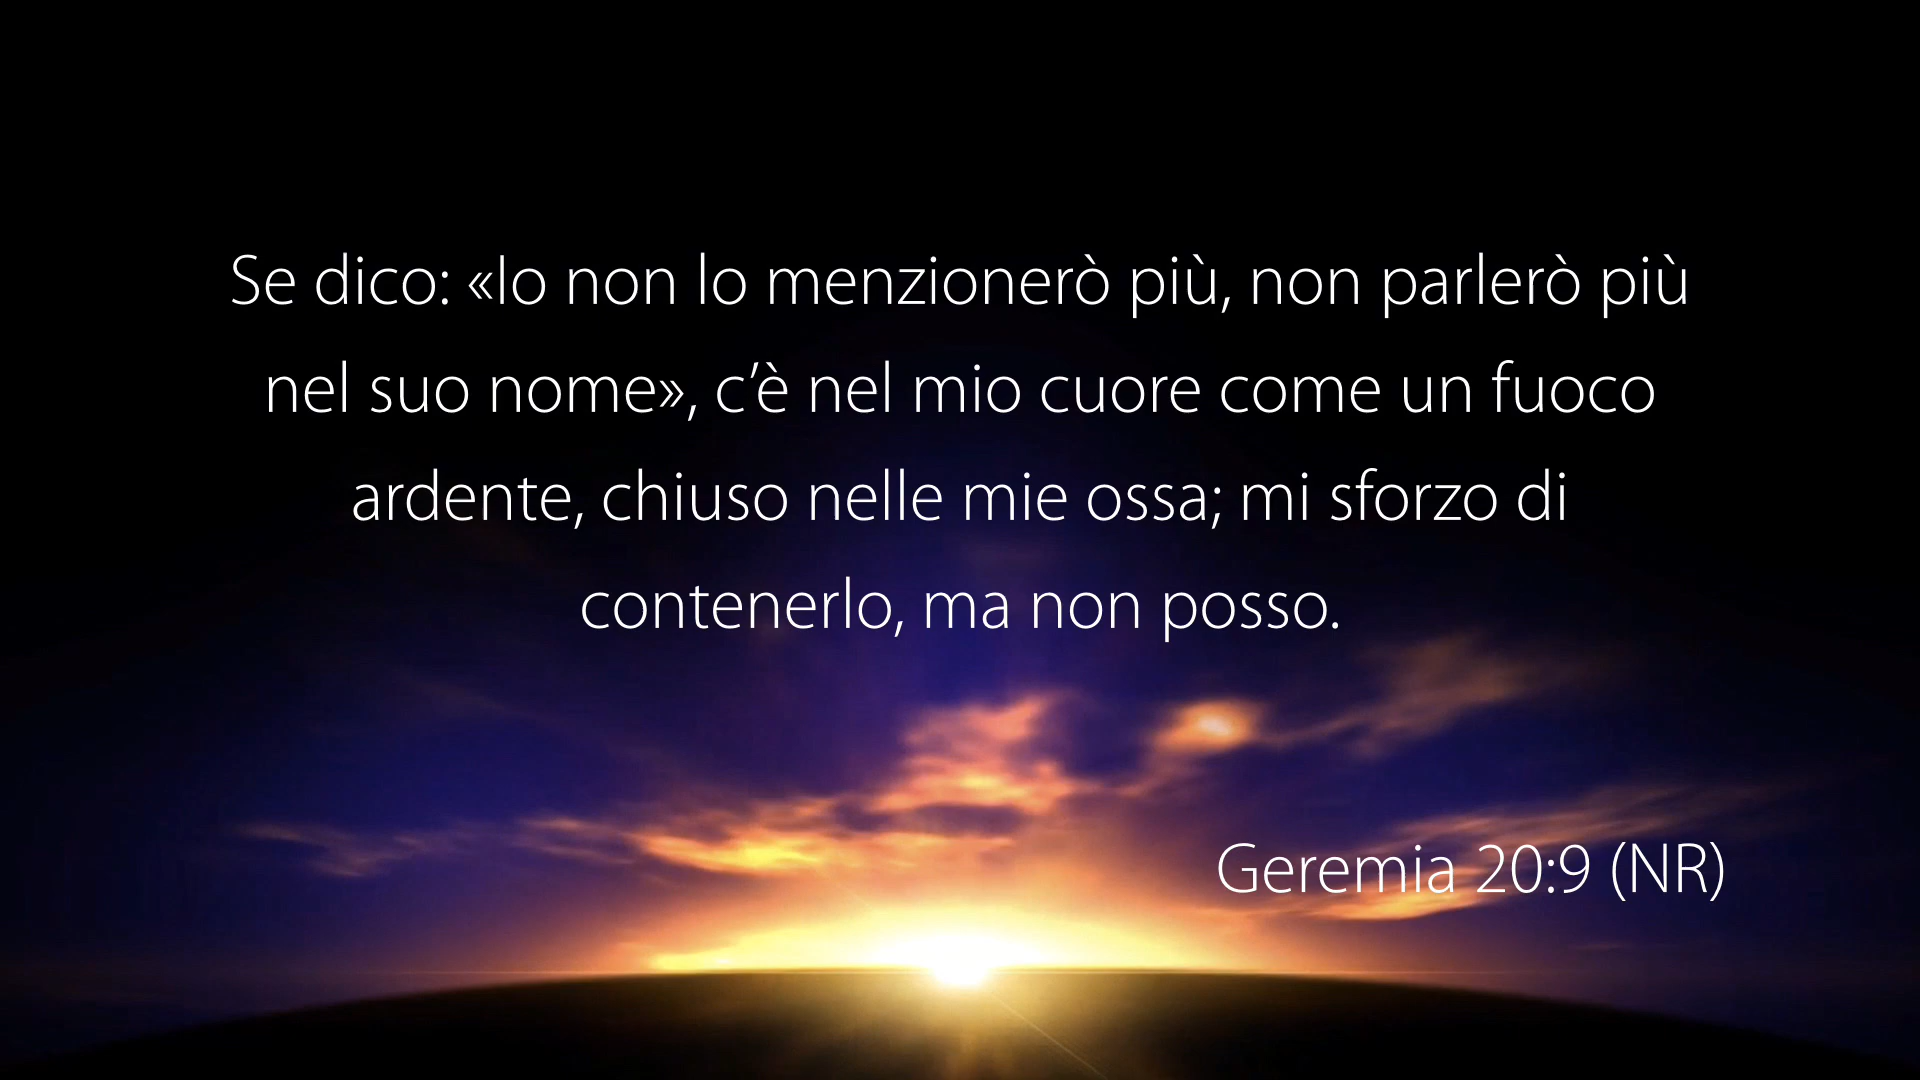 Se dico: «Io non lo menzionerò più, non parlerò più
nel suo nome», c’è nel mio cuore come un fuoco
ardente, chiuso nelle mie ossa; mi sforzo di
contenerlo, ma non posso.
Geremia 20:9 (NR)